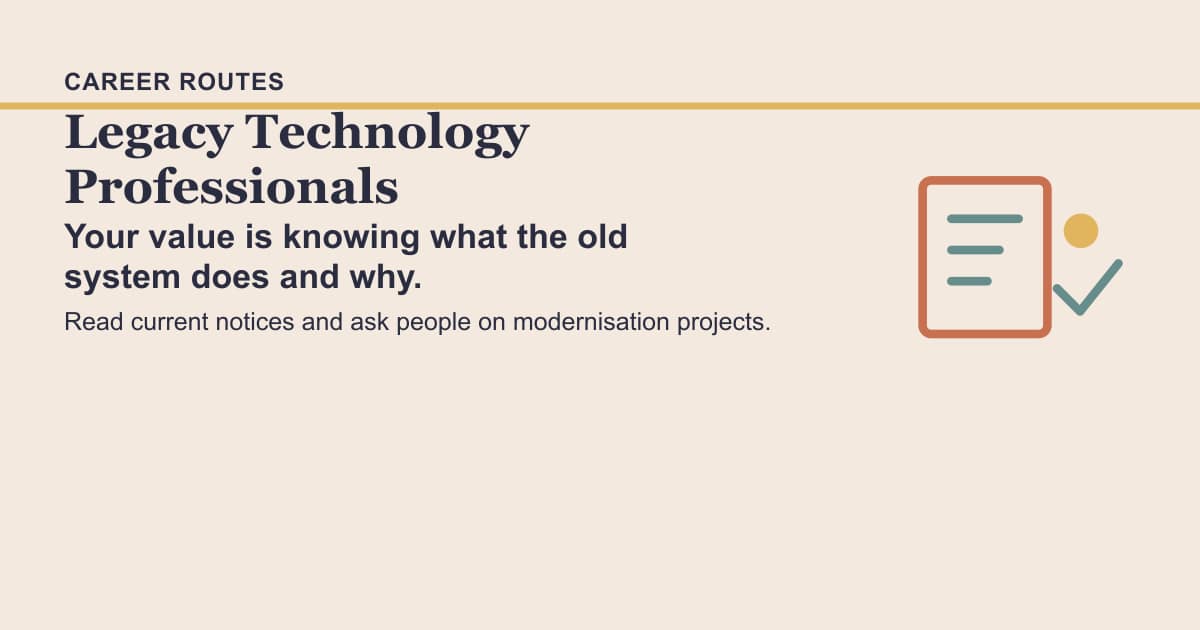 CAREER ROUTES
Legacy Technology
Professionals
Your value is knowing what the old
system does and why.
Read current notices and ask people on modernisation projects.